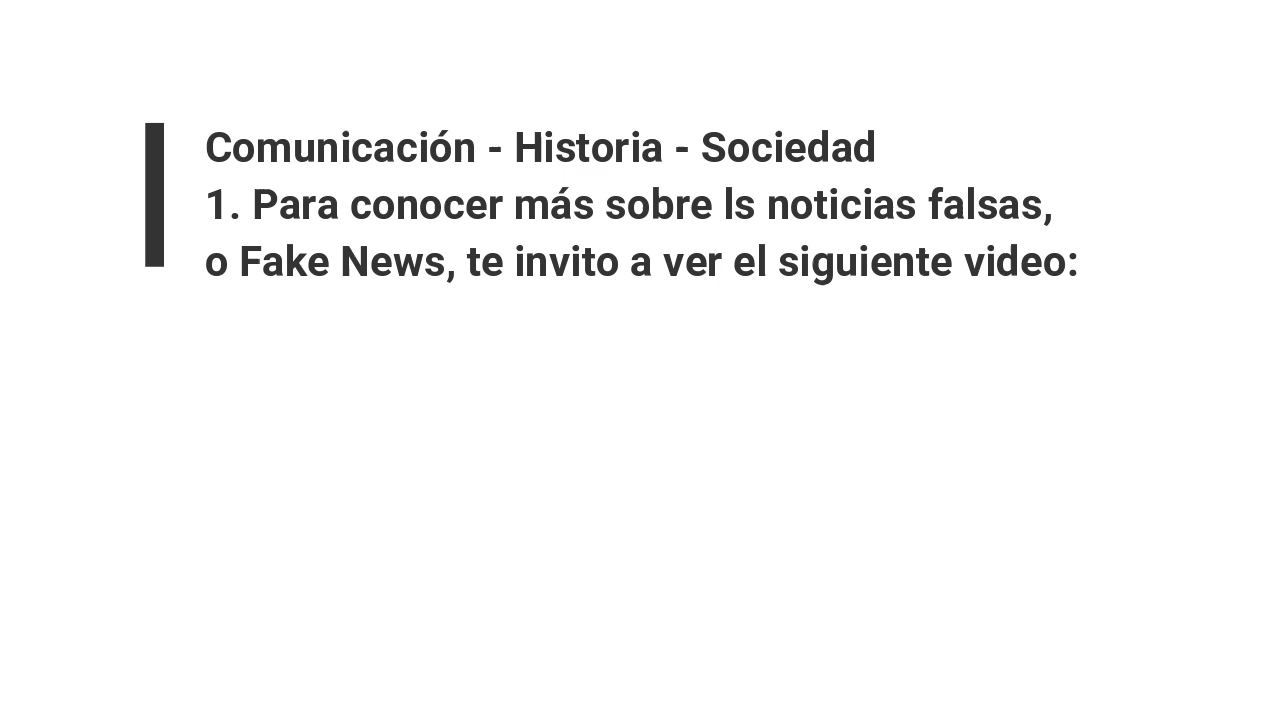 Comunicación - Historia - Sociedad
1. Para conocer más sobre ls noticias falsas,
o Fake News, te invito a ver el siguiente video: